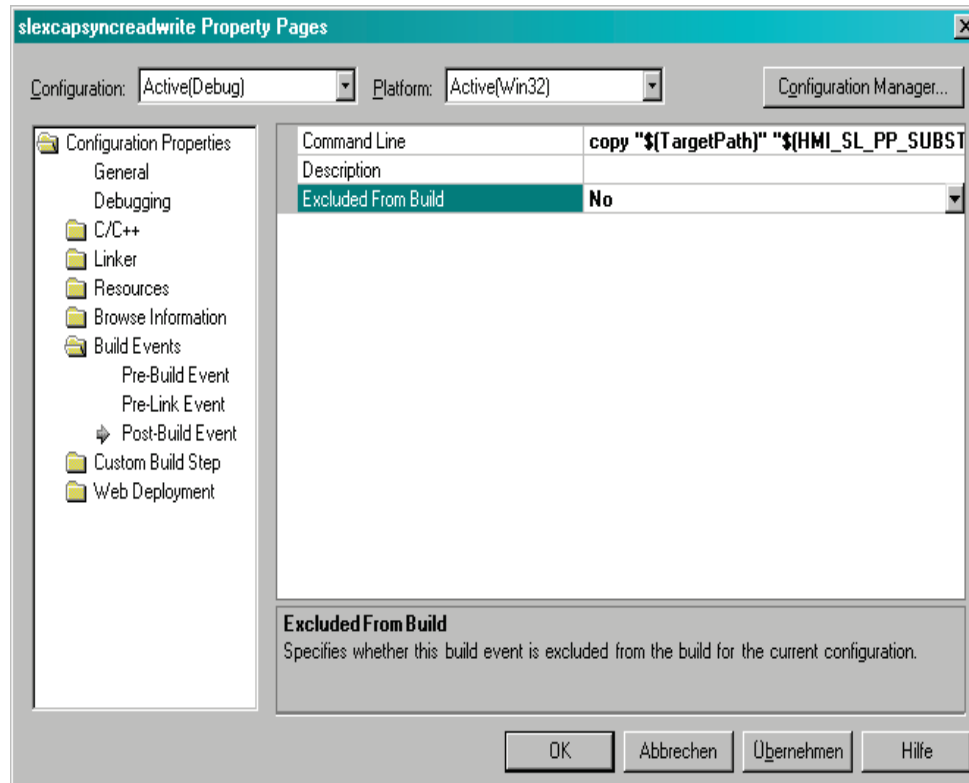 slexcapsyncreadwrite Property Pages
Configuration: Active(Debug) Platform: Active(Win32) Configuration Manager...
Configuration Properties
General
Debugging
C/C++
Linker
Resources
Browse Information
Build Events
Pre-Build Event
Pre-Link Event
Post-Build Event
Custom Build Step
Web Deployment
Command Line copy "$(TargetPath)" "$(HMI_SL_PP_SUBST
Description
Excluded From Build No
Excluded From Build
Specifies whether this build event is excluded from the build for the current configuration.
OK Abbrechen Übernehmen Hilfe